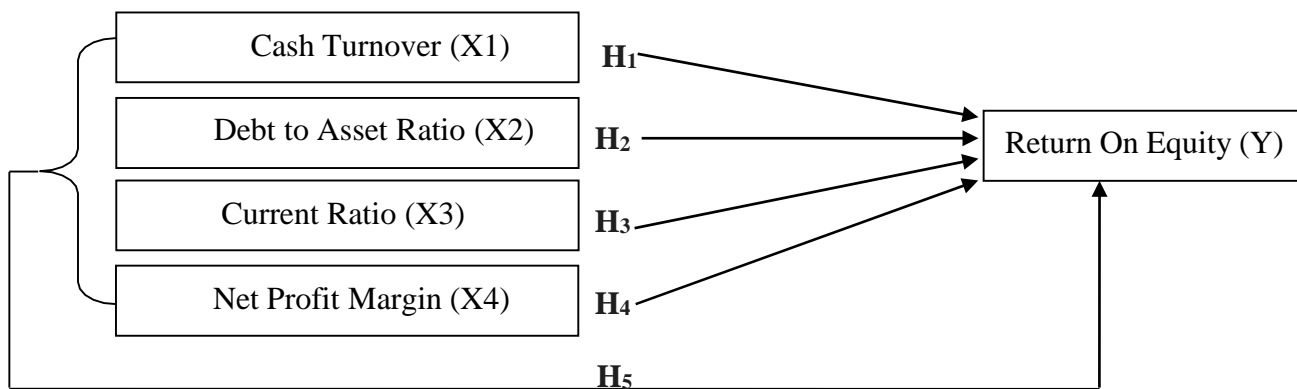 Cash Turnover (X1)
H1
Debt to Asset Ratio (X2)
H2
Return On Equity (Y)
Current Ratio (X3)
H3
Net Profit Margin (X4)
H4
H5